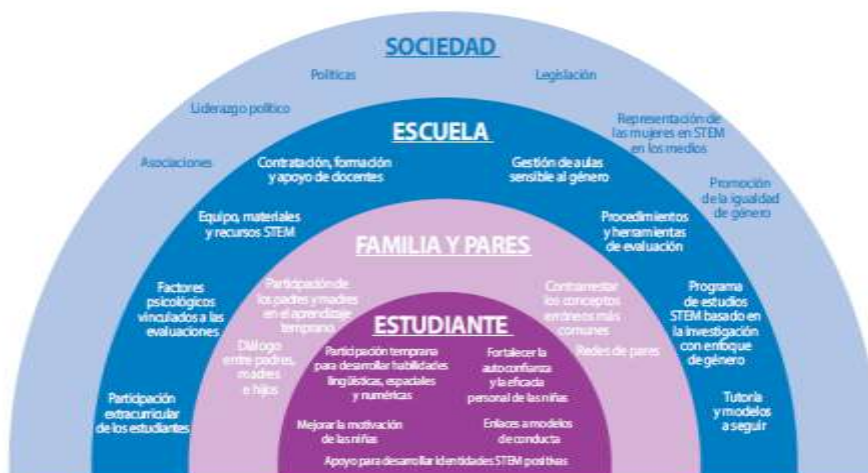 SOCIEDAD
Políticas
Legislación
Liderazgo político
Representación de
las mujeres en STEM
en los medios
Asociaciones
Promoción
de la igualdad
de género
ESCUELA
Contratación, formación
y apoyo de docentes
Gestión de aulas
sensible al género
Equipo, materiales
y recursos STEM
Procedimientos
y herramientas
de evaluación
Factores
psicológicos
vinculados a las
evaluaciones
Programa
de estudios
STEM basado en
la investigación
con enfoque
de género
Participación
extracurricular
de los estudiantes
Tutoría
y modelos
a seguir
FAMILIA Y PARES
Participación de
los padres y madres
en el aprendizaje
temprano
Contrarrestar
los conceptos
erróneos más
comunes
Diálogo
entre padres,
madres
e hijos
Redes de pares
ESTUDIANTE
Participación temprana
para desarrollar habilidades
lingüísticas, espaciales
y numéricas
Fortalecer la
autoconfianza
y la eficacia
personal de las niñas
Mejorar la motivación
de las niñas
Enlaces a modelos
de conducta
Apoyo para desarrollar identidades STEM positivas